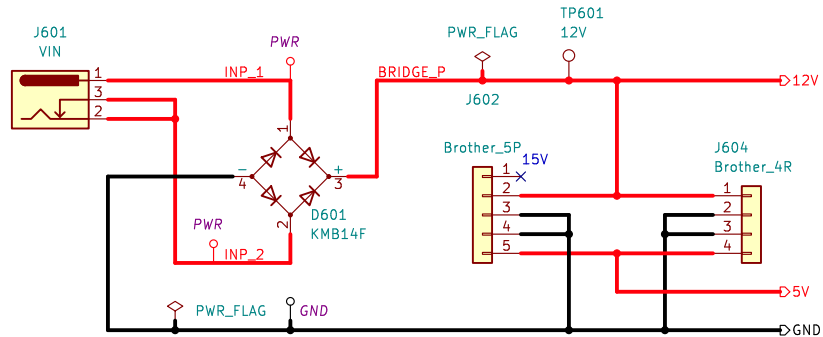 J601
VIN
1
3
2
PWR
INP_1
BRIDGE_P
PWR_FLAG
TP601
12V
J602
12V
1
2
3
4
-
+
D601
KMB14F
PWR
INP_2
Brother_5P
15V
1
2
3
4
5
J604
Brother_4R
1
2
3
4
5V
PWR_FLAG
GND
GND